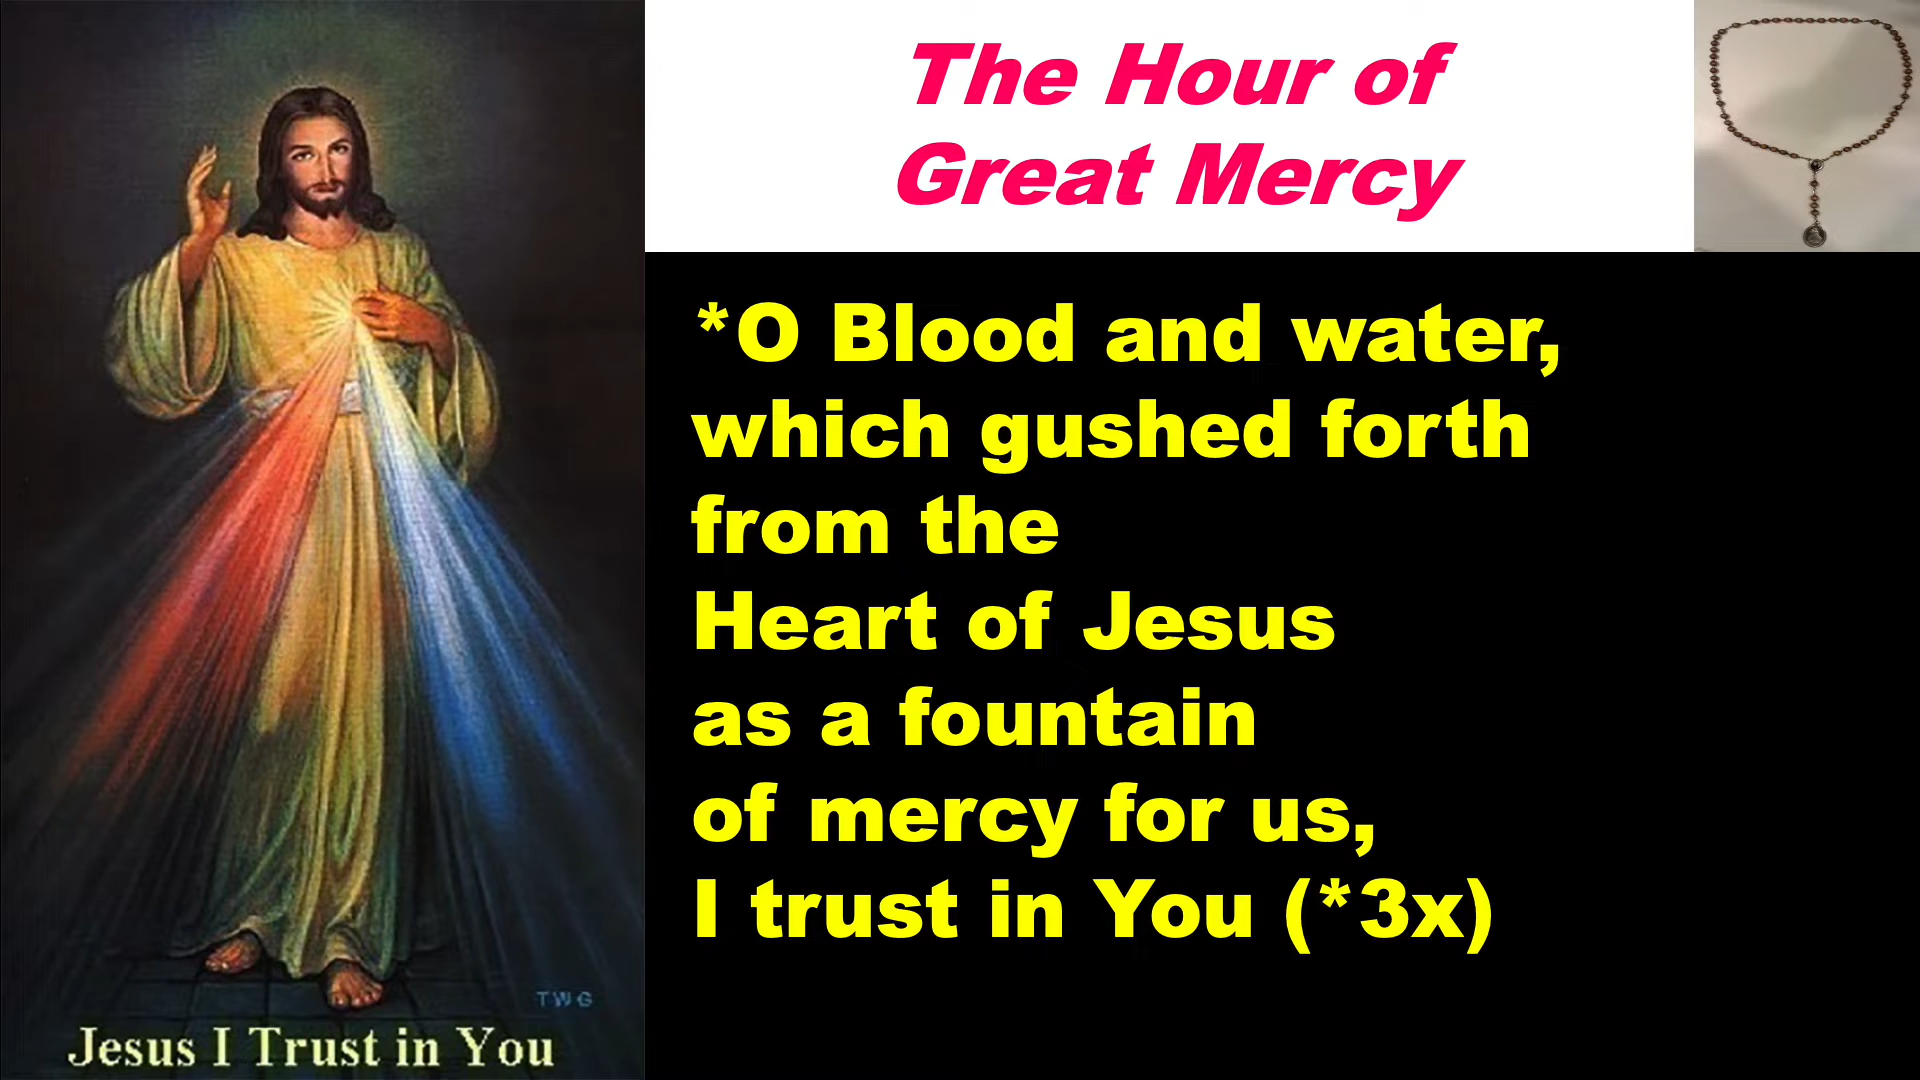 The Hour of
Great Mercy
*O Blood and water,
which gushed forth
from the
Heart of Jesus
as a fountain
of mercy for us,
I trust in You (*3x)
TWG
Jesus I Trust in You